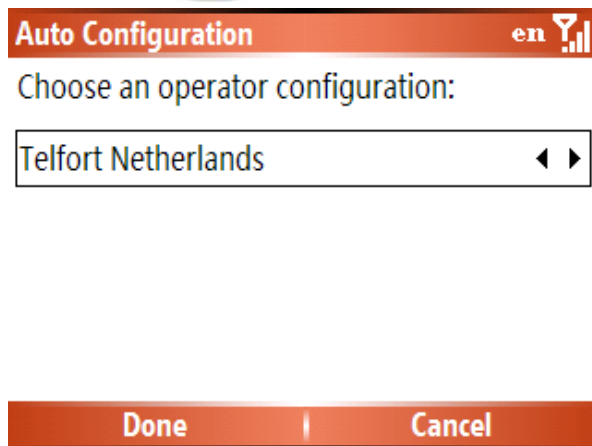 Auto Configuration en
Choose an operator configuration:
Telfort Netherlands
Done Cancel